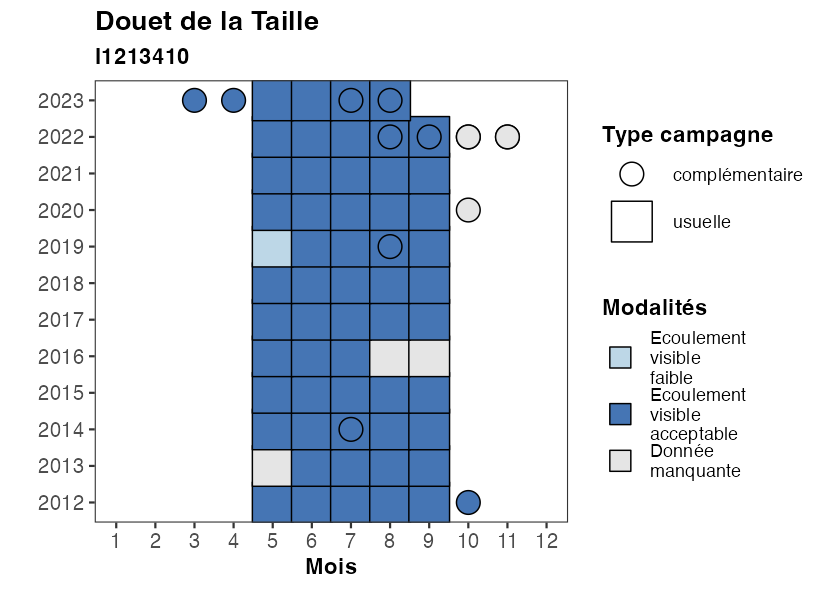 Douet de la Taille
I1213410
2023
2022
2021
2020
2019
2018
2017
2016
2015
2014
2013
2012
1 2 3 4 5 6 7 8 9 10 11 12
Mois
Type campagne
complémentaire
usuelle
Modalités
Ecoulement
visible
faible
Ecoulement
visible
acceptable
Donnée
manquante